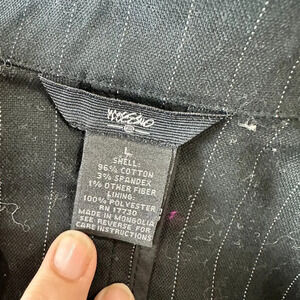 MOSSIMO
L
SHELL:
96% COTTON
3% SPANDEX
1% OTHER FIBER
LINING:
100% POLYESTER
RN 17730
MADE IN MONGOLIA
SEE REVERSE FOR
CARE INSTRUCTIONS